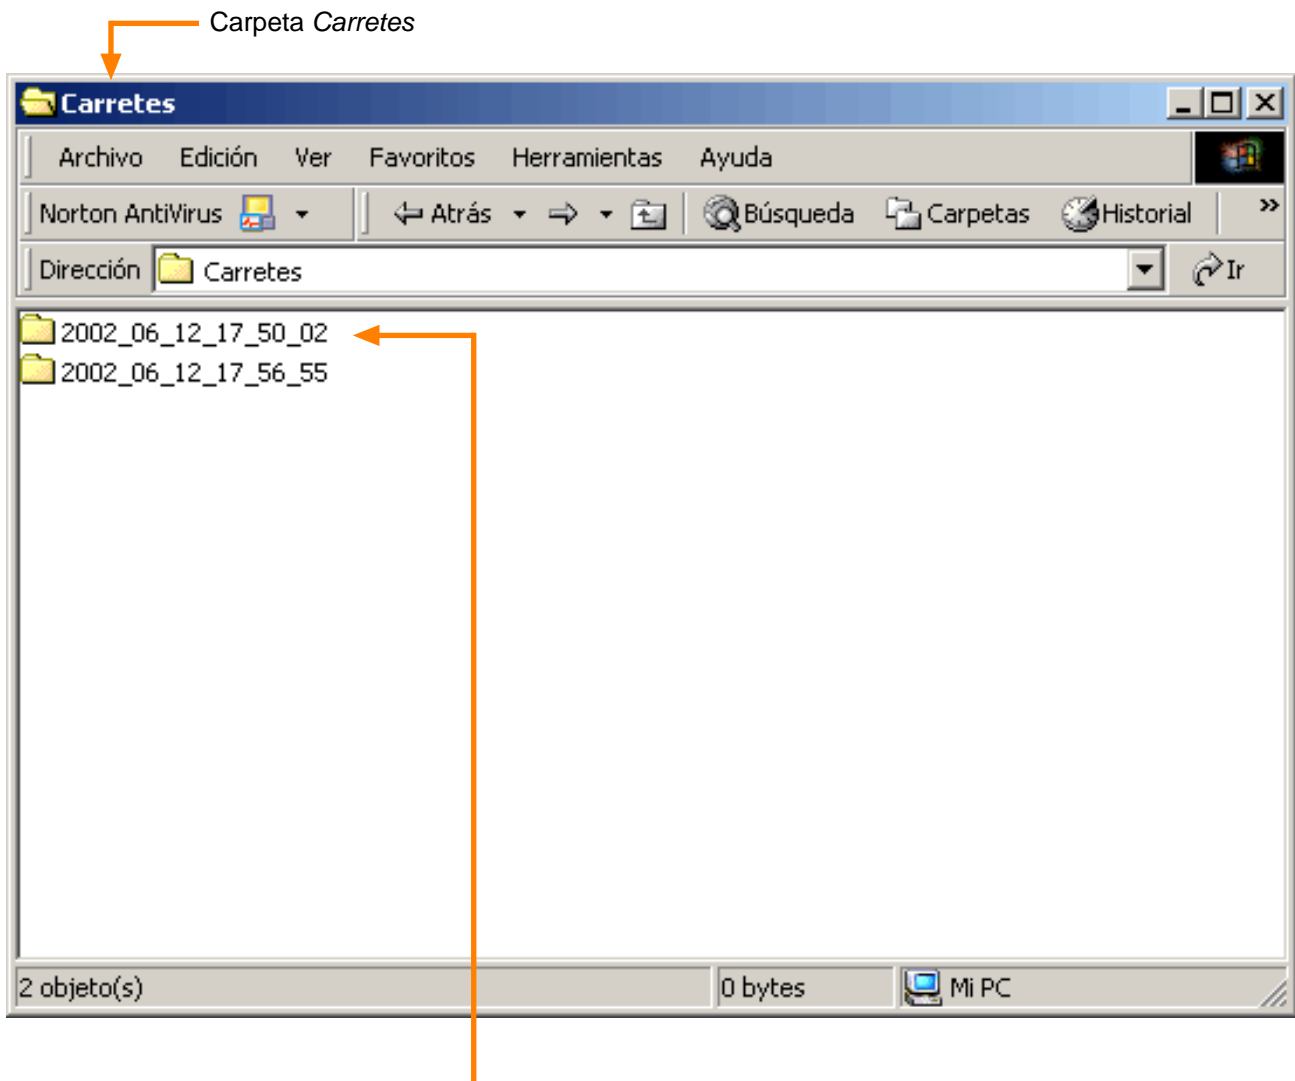 Carpeta Carretes
Carretes
Archivo Edición Ver Favoritos Herramientas Ayuda
Norton AntiVirus Atrás Búsqueda Carpetas Historial »
Dirección Carretes Ir
2002_06_12_17_50_02
2002_06_12_17_56_55
2 objeto(s) 0 bytes Mi PC